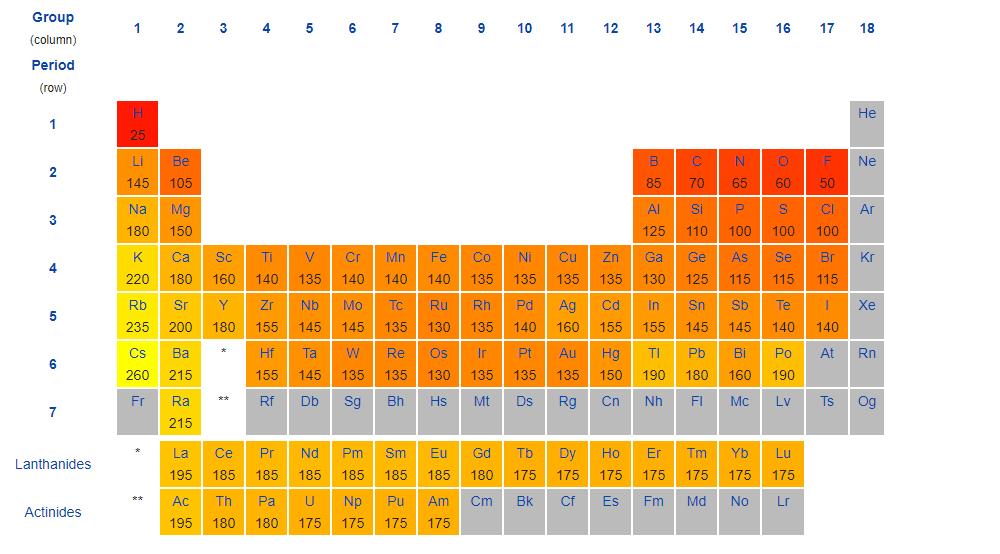 Group
(column)
1 2 3 4 5 6 7 8 9 10 11 12 13 14 15 16 17 18
Period
(row)
1
H He
25
2
Li Be B C N O F Ne
145 105 85 70 65 60 50
3
Na Mg Al Si P S Cl Ar
180 150 125 110 100 100 100
4
K Ca Sc Ti V Cr Mn Fe Co Ni Cu Zn Ga Ge As Se Br Kr
220 180 160 140 135 140 140 140 135 135 135 135 130 125 115 115 115
5
Rb Sr Y Zr Nb Mo Tc Ru Rh Pd Ag Cd In Sn Sb Te I Xe
235 200 180 155 145 145 135 130 135 140 160 155 155 145 145 140 140
6
Cs Ba * Hf Ta W Re Os Ir Pt Au Hg Tl Pb Bi Po At Rn
260 215 155 145 135 135 130 135 135 135 150 190 180 160 190
7
Fr Ra ** Rf Db Sg Bh Hs Mt Ds Rg Cn Nh Fl Mc Lv Ts Og
215
Lanthanides
* La Ce Pr Nd Pm Sm Eu Gd Tb Dy Ho Er Tm Yb Lu
195 185 185 185 185 185 185 180 175 175 175 175 175 175 175
Actinides
** Ac Th Pa U Np Pu Am Cm Bk Cf Es Fm Md No Lr
195 180 180 175 175 175 175